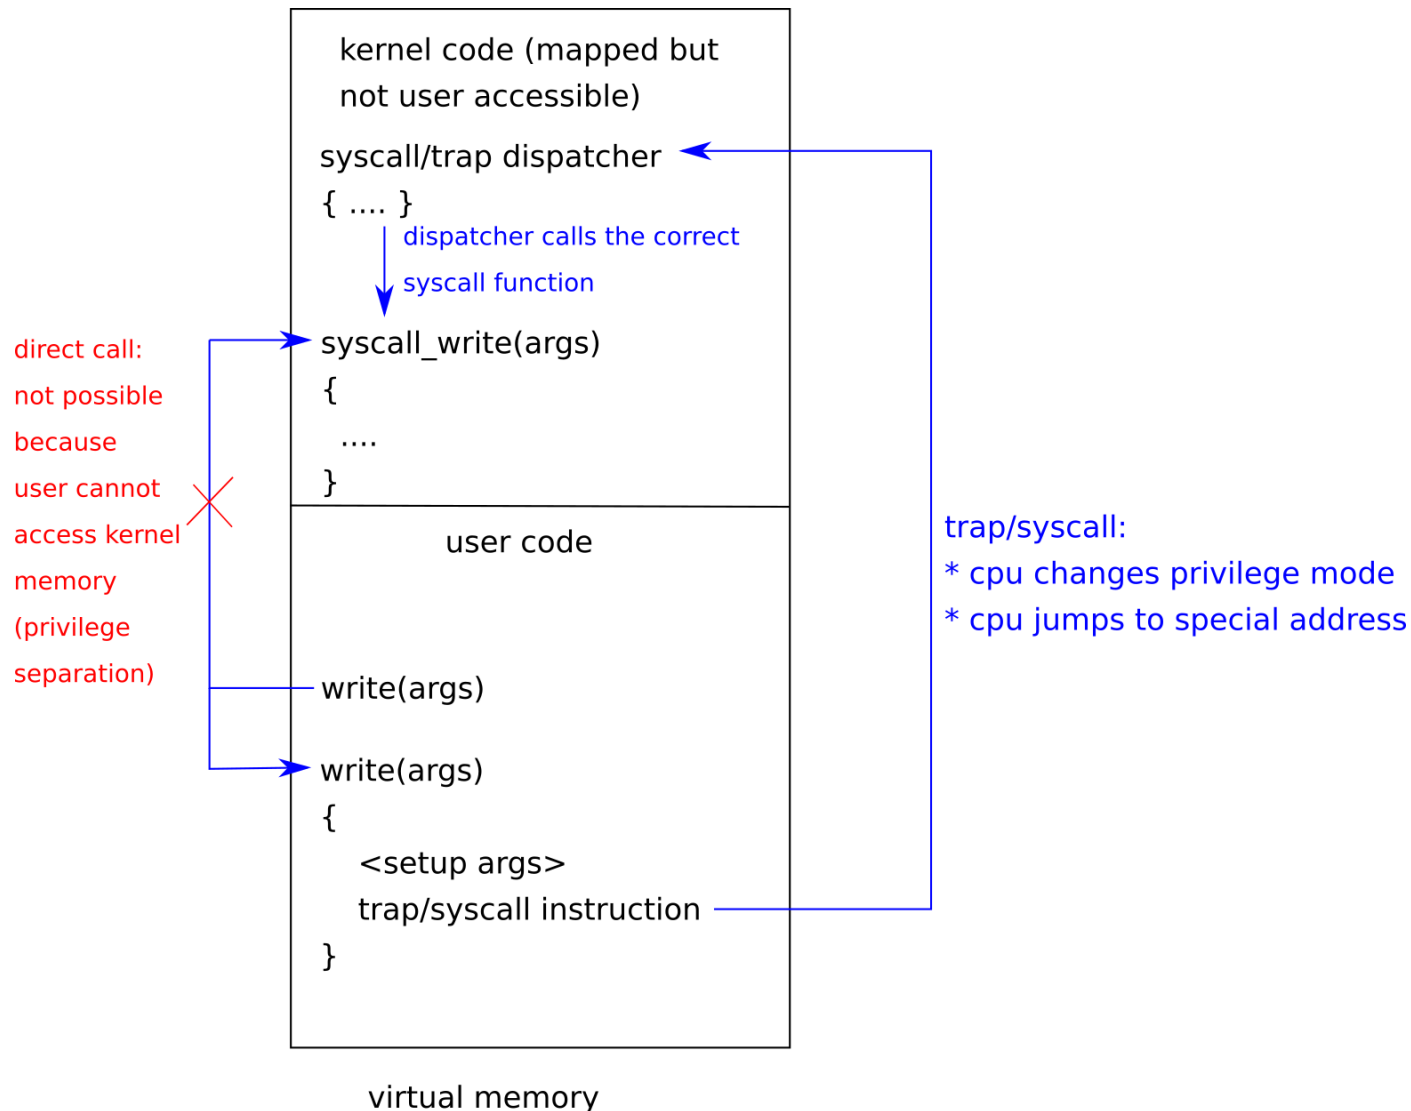 kernel code (mapped but
not user accessible)
syscall/trap dispatcher
{ .... }
dispatcher calls the correct
syscall function
syscall_write(args)
{
....
}
direct call:
not possible
because
user cannot
access kernel
memory
(privilege
separation)
user code
trap/syscall:
* cpu changes privilege mode
* cpu jumps to special address
write(args)
write(args)
{
<setup args>
trap/syscall instruction
}
virtual memory